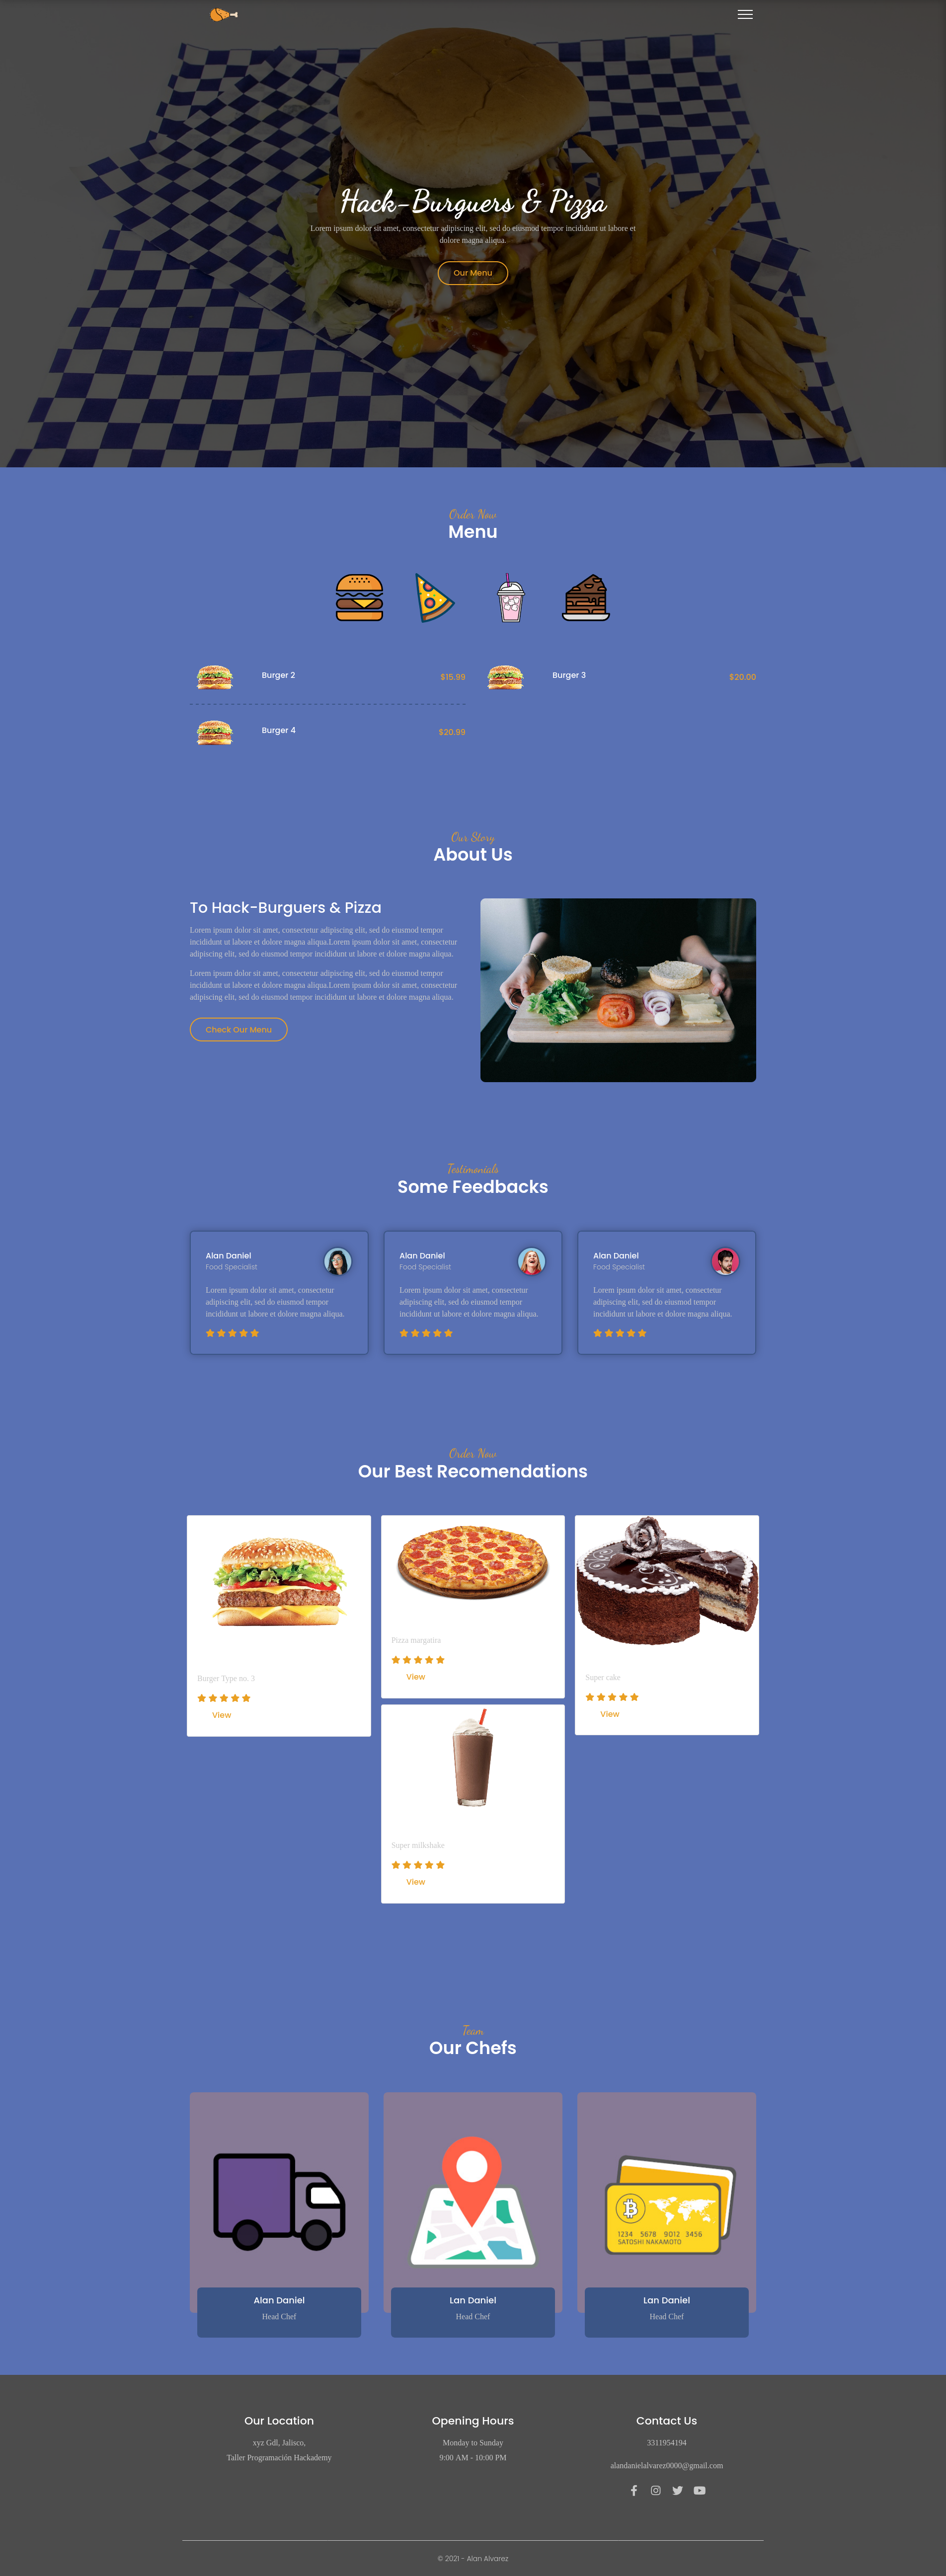 Hack-Burguers & Pizza
Lorem ipsum dolor sit amet, consectetur adipiscing elit, sed do eiusmod tempor incididunt ut labore et
dolore magna aliqua.
Our Menu
Order Now
Menu
Burger 2
$15.99
Burger 3
$20.00
Burger 4
$20.99
Our Story
About Us
To Hack-Burguers & Pizza
Lorem ipsum dolor sit amet, consectetur adipiscing elit, sed do eiusmod tempor
incididunt ut labore et dolore magna aliqua.Lorem ipsum dolor sit amet, consectetur
adipiscing elit, sed do eiusmod tempor incididunt ut labore et dolore magna aliqua.
Lorem ipsum dolor sit amet, consectetur adipiscing elit, sed do eiusmod tempor
incididunt ut labore et dolore magna aliqua.Lorem ipsum dolor sit amet, consectetur
adipiscing elit, sed do eiusmod tempor incididunt ut labore et dolore magna aliqua.
Check Our Menu
Testimonials
Some Feedbacks
Alan Daniel
Food Specialist
Lorem ipsum dolor sit amet, consectetur
adipiscing elit, sed do eiusmod tempor
incididunt ut labore et dolore magna aliqua.
Alan Daniel
Food Specialist
Lorem ipsum dolor sit amet, consectetur
adipiscing elit, sed do eiusmod tempor
incididunt ut labore et dolore magna aliqua.
Alan Daniel
Food Specialist
Lorem ipsum dolor sit amet, consectetur
adipiscing elit, sed do eiusmod tempor
incididunt ut labore et dolore magna aliqua.
Order Now
Our Best Recomendations
Burger Type no. 3
View
Pizza margatira
View
Super milkshake
View
Super cake
View
Team
Our Chefs
Alan Daniel
Head Chef
Lan Daniel
Head Chef
1234 5678 9012 3456
SATOSHI NAKAMOTO
Lan Daniel
Head Chef
Our Location
xyz Gdl, Jalisco,
Taller Programación Hackademy
Opening Hours
Monday to Sunday
9:00 AM - 10:00 PM
Contact Us
3311954194
alandanielalvarez0000@gmail.com
© 2021 - Alan Alvarez